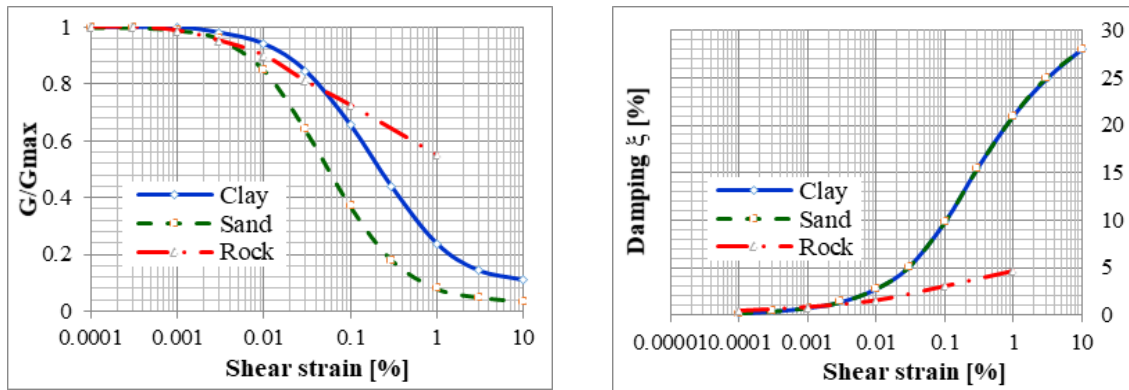 1
0.8
0.6
0.4
0.2
0
G/Gmax
Clay
Sand
Rock
0.0001 0.001 0.01 0.1 1 10
Shear strain [%]
30
25
20
15
10
5
0
Damping ξ [%]
Clay
Sand
Rock
0.00001 0.0001 0.001 0.01 0.1 1 10
Shear strain [%]